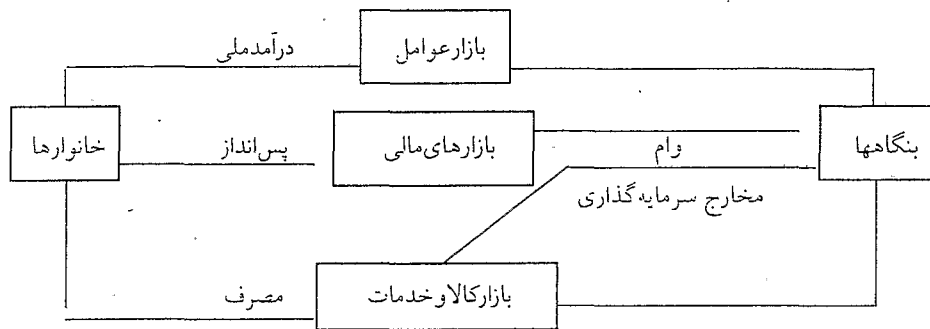 بازارعوامل
درآمدملی
خانوارها
بازارهای‌مالی
بنگاهها
پس‌انداز
وام
مخارج سرمایه‌گذاری
بازارکالاوخدمات
مصرف